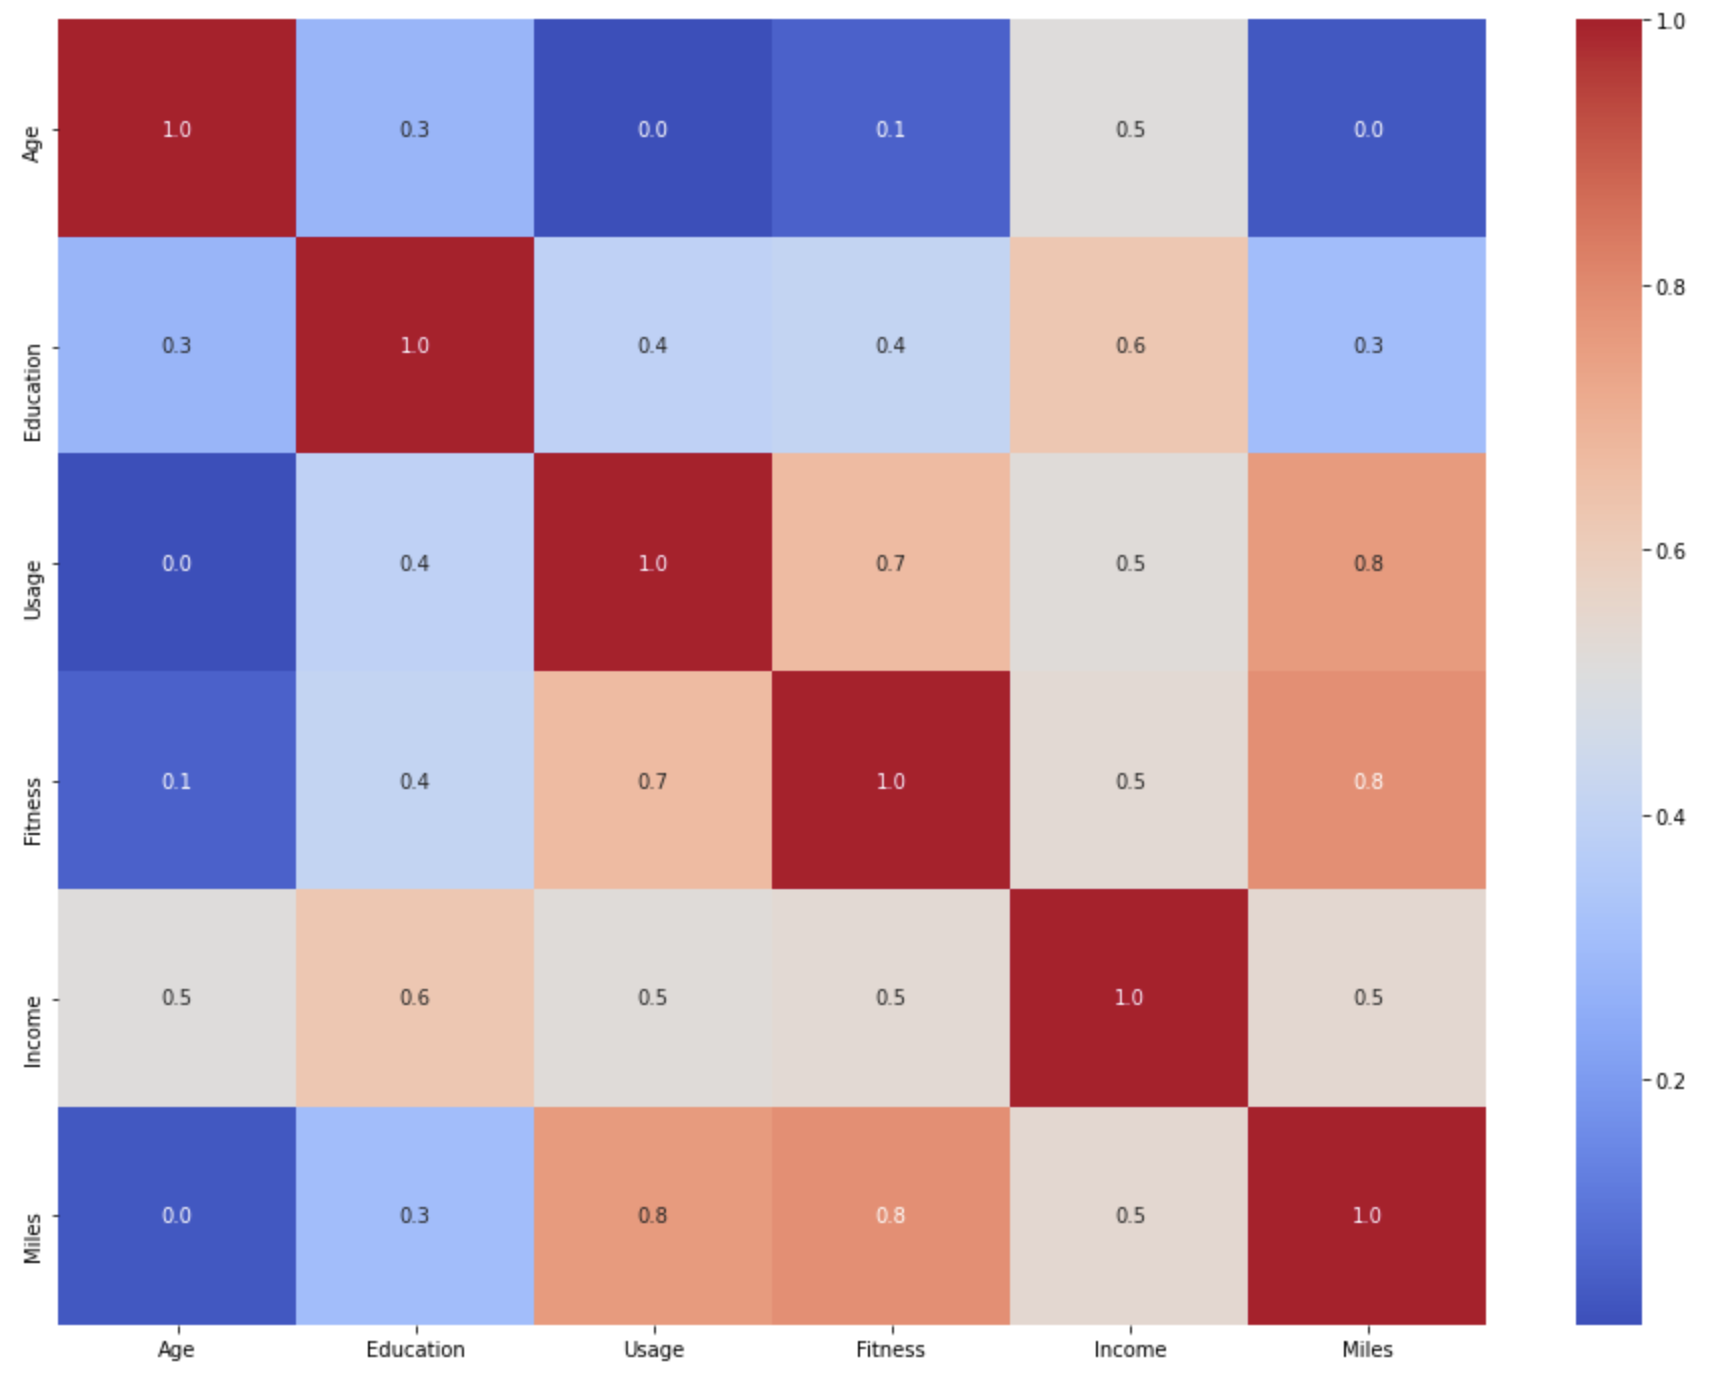 Age 1.0 0.3 0.0 0.1 0.5 0.0
Education 0.3 1.0 0.4 0.4 0.6 0.3
Usage 0.0 0.4 1.0 0.7 0.5 0.8
Fitness 0.1 0.4 0.7 1.0 0.5 0.8
Income 0.5 0.6 0.5 0.5 1.0 0.5
Miles 0.0 0.3 0.8 0.8 0.5 1.0
Age Education Usage Fitness Income Miles
1.0
0.8
0.6
0.4
0.2